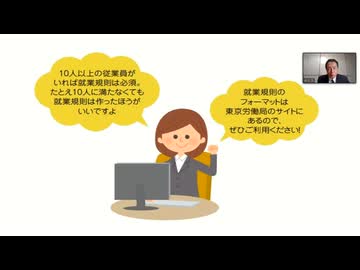 10人以上の従業員が
いれば就業規則は必須。
たとえ10人に満たなくても
就業規則は作ったほうが
いいですよ
就業規則の
フォーマットは
東京労働局のサイトに
あるので、
ぜひご利用ください!